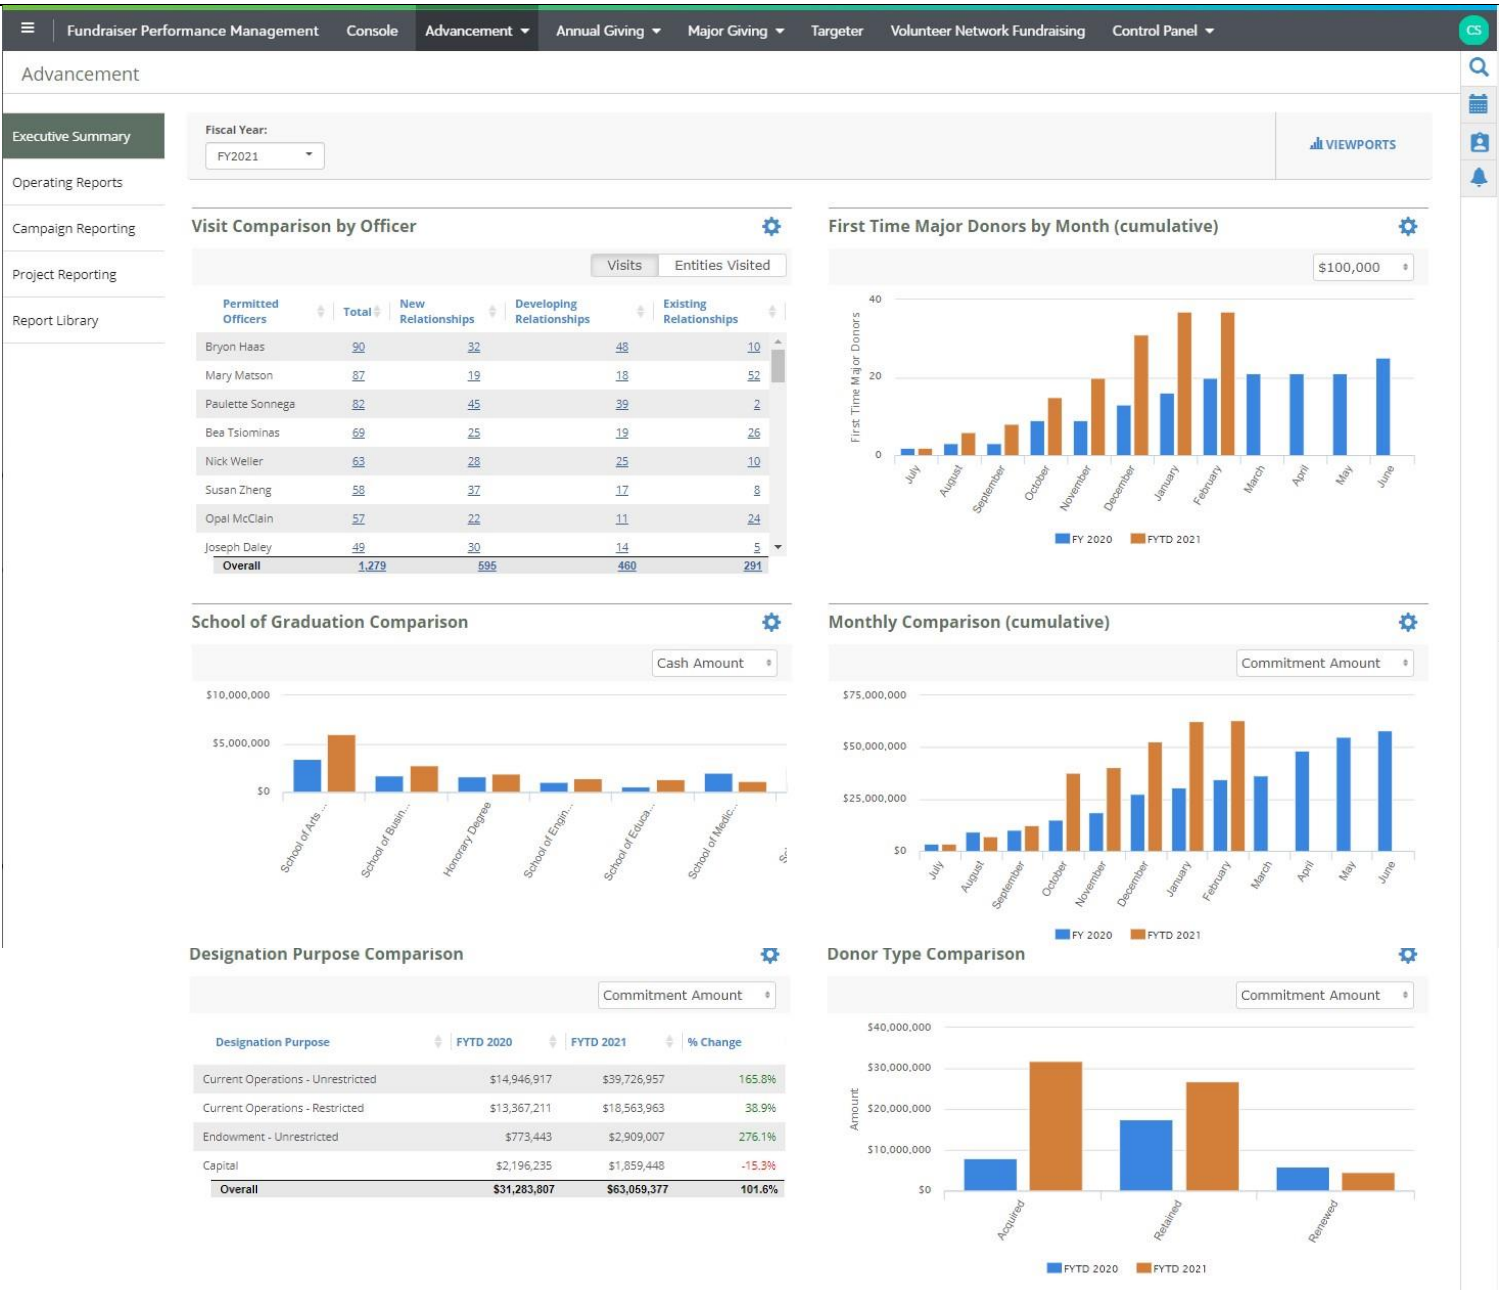 Fundraiser Performance Management Console Advancement Annual Giving Major Giving Targeter Volunteer Network Fundraising Control Panel CS
Advancement
Executive Summary
Operating Reports
Campaign Reporting
Project Reporting
Report Library
Fiscal Year:
FY2021
VIEWPORTS
Visit Comparison by Officer
Visits Entities Visited
Permitted Officers Total New Relationships Developing Relationships Existing Relationships
Bryon Haas 90 32 48 10
Mary Matson 87 19 18 52
Paulette Sonnega 82 45 39 2
Bea Tsiominas 69 25 19 26
Nick Weller 63 28 25 10
Susan Zheng 58 37 17 8
Opal McClain 57 22 11 24
Joseph Daley 49 30 14 5
Overall 1,279 595 460 291
First Time Major Donors by Month (cumulative)
$100,000
First Time Major Donors
40
20
0
July August September October November December January February March April May June
FY 2020 FYTD 2021
School of Graduation Comparison
Cash Amount
$10,000,000
$5,000,000
$0
School of Arts ... School of Busin... Honorary Degree School of Engin... School of Educa... School of Medic...
Monthly Comparison (cumulative)
Commitment Amount
$75,000,000
$50,000,000
$25,000,000
$0
July August September October November December January February March April May June
FY 2020 FYTD 2021
Designation Purpose Comparison
Commitment Amount
Designation Purpose FYTD 2020 FYTD 2021 % Change
Current Operations - Unrestricted $14,946,917 $39,726,957 165.8%
Current Operations - Restricted $13,367,211 $18,563,963 38.9%
Endowment - Unrestricted $773,443 $2,909,007 276.1%
Capital $2,196,235 $1,859,448 -15.3%
Overall $31,283,807 $63,059,377 101.6%
Donor Type Comparison
Commitment Amount
Amount
$40,000,000
$30,000,000
$20,000,000
$10,000,000
$0
Acquired Retained Renewed
FYTD 2020 FYTD 2021